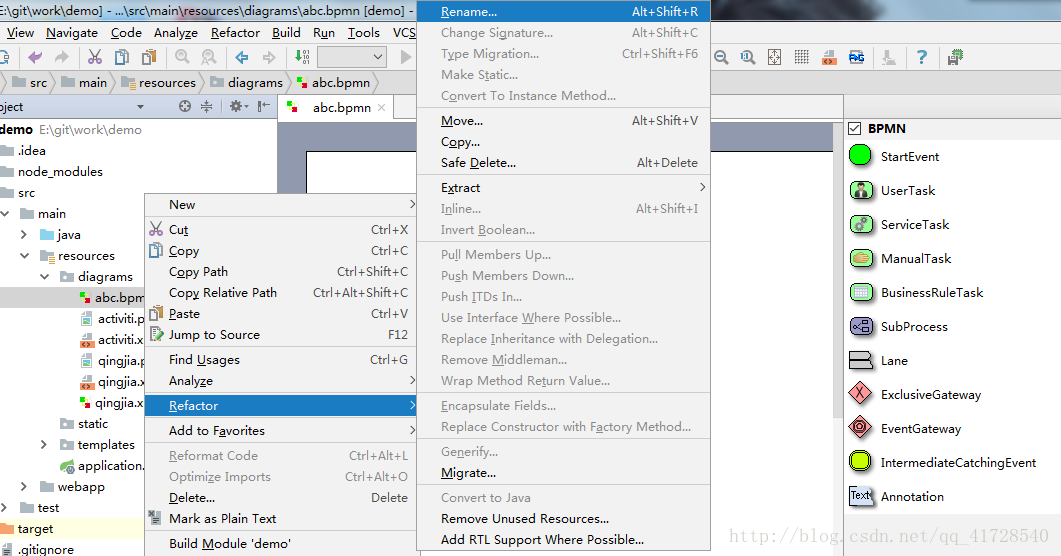 E:\git\work\demo] - ...\src\main\resources\diagrams\abc.bpmn [demo] -
View Navigate Code Analyze Refactor Build Run Tools VCS
src main resources diagrams abc.bpmn
oject
abc.bpmn
demo E:\git\work\demo
.idea
node_modules
src
main
java
resources
diagrams
abc.bpm
activiti.p
activiti.x
qingjia.p
qingjia.x
qingjia.x
static
templates
application.
webapp
test
target
.gitignore
New
Cut Ctrl+X
Copy Ctrl+C
Copy Path Ctrl+Shift+C
Copy Relative Path Ctrl+Alt+Shift+C
Paste Ctrl+V
Jump to Source F12
Find Usages Ctrl+G
Analyze
Refactor
Add to Favorites
Reformat Code Ctrl+Alt+L
Optimize Imports Ctrl+Alt+O
Delete... Delete
Mark as Plain Text
Build Module 'demo'
Rename... Alt+Shift+R
Change Signature... Alt+Shift+C
Type Migration... Ctrl+Shift+F6
Make Static...
Convert To Instance Method...
Move... Alt+Shift+V
Copy...
Safe Delete... Alt+Delete
Extract
Inline... Alt+Shift+I
Invert Boolean...
Pull Members Up...
Push Members Down...
Push ITDs In...
Use Interface Where Possible...
Replace Inheritance with Delegation...
Remove Middleman...
Wrap Method Return Value...
Encapsulate Fields...
Replace Constructor with Factory Method...
Generify...
Migrate...
Convert to Java
Remove Unused Resources...
Add RTL Support Where Possible...
BPMN
StartEvent
UserTask
ServiceTask
ManualTask
BusinessRuleTask
SubProcess
Lane
ExclusiveGateway
EventGateway
IntermediateCatchingEvent
Text Annotation
http://blog.csdn.net/qq_41728540